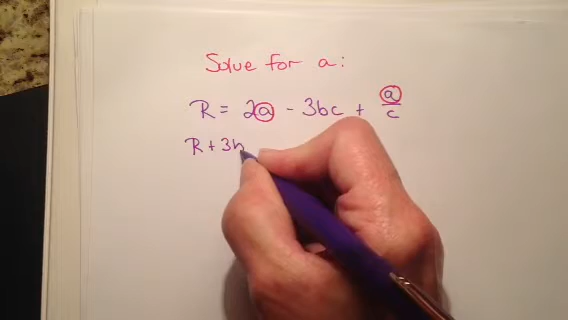 Solve for a:
R = 2a - 3bc + a/c
R + 3b